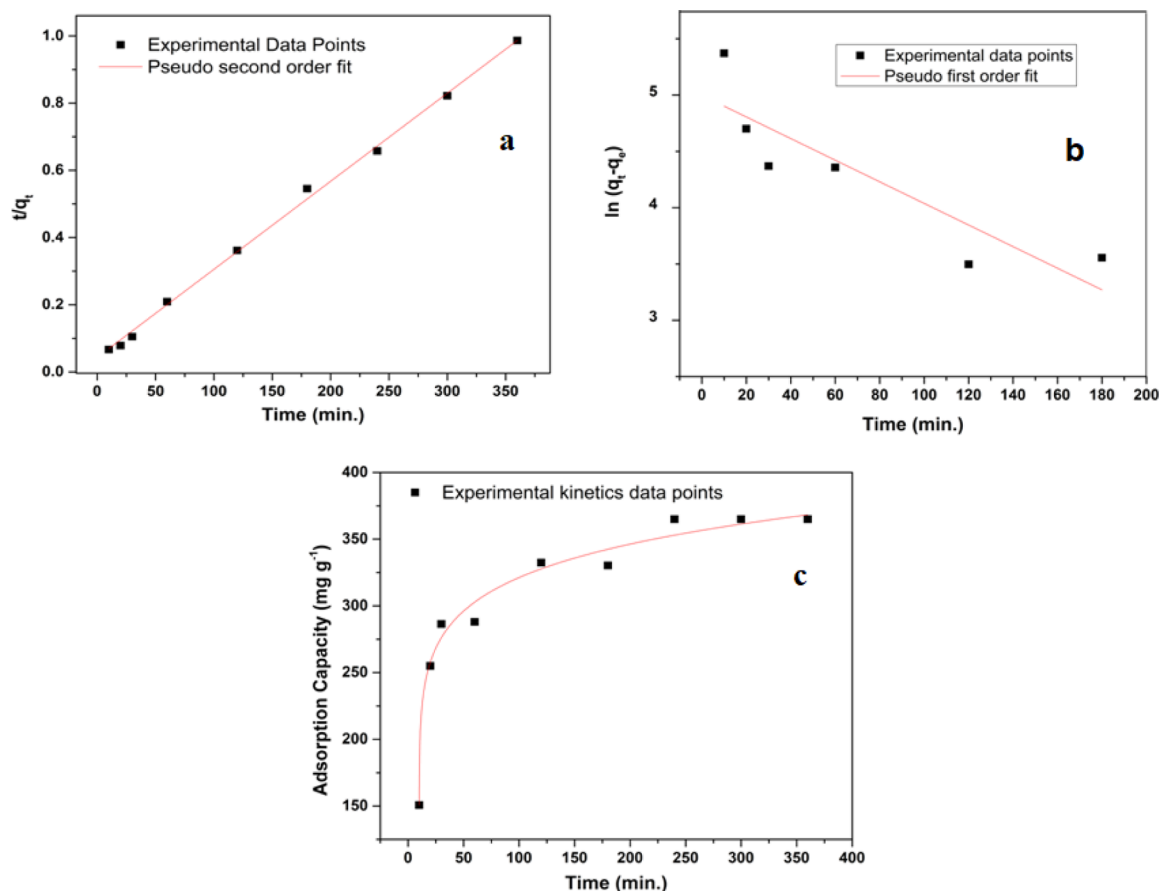 1.0
0.8
0.6
0.4
0.2
0.0
t/qt
Experimental Data Points
Pseudo second order fit
a
0 50 100 150 200 250 300 350
Time (min.)
5
4
3
ln (qt-qe)
Experimental data points
Pseudo first order fit
b
0 20 40 60 80 100 120 140 160 180 200
Time (min.)
400
350
300
250
200
150
Adsorption Capacity (mg g-1)
Experimental kinetics data points
c
0 50 100 150 200 250 300 350 400
Time (min.)